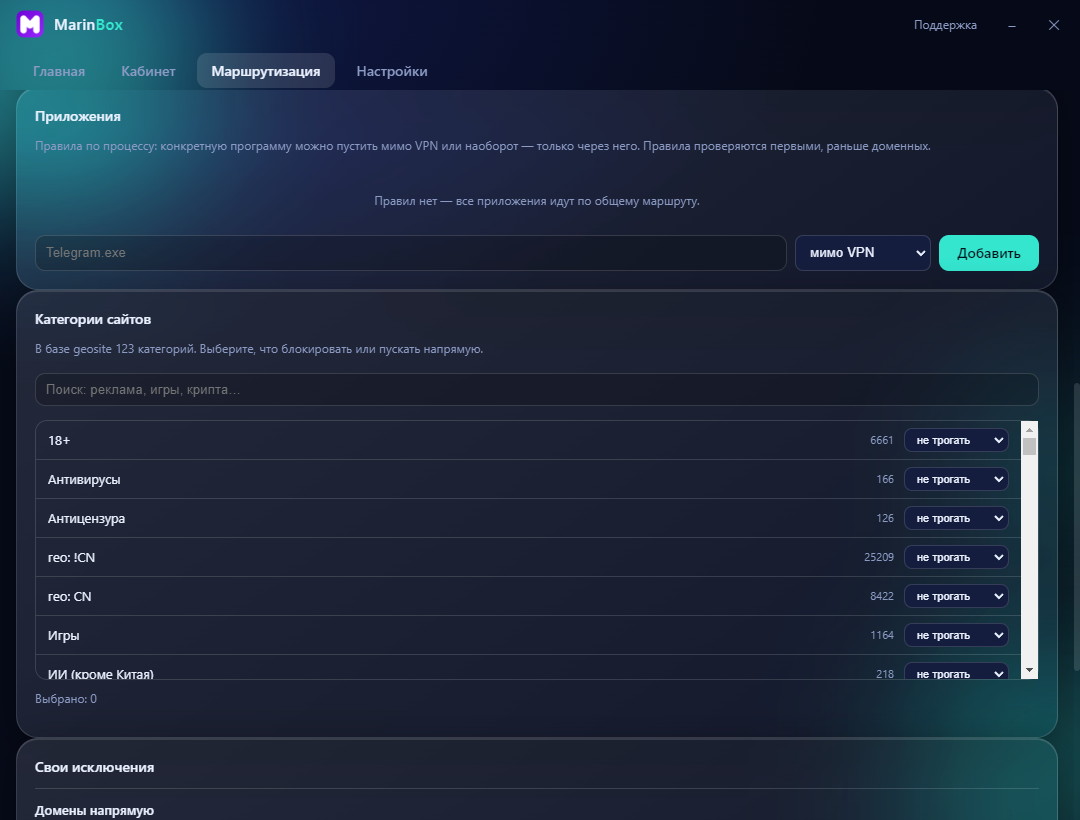 MarinBox
Поддержка
Главная Кабинет Маршрутизация Настройки
Приложения
Правила по процессу: конкретную программу можно пустить мимо VPN или наоборот — только через него. Правила проверяются первыми, раньше доменных.
Правил нет — все приложения идут по общему маршруту.
Telegram.exe мимо VPN Добавить
Категории сайтов
В базе geosite 123 категорий. Выберите, что блокировать или пускать напрямую.
Поиск: реклама, игры, крипта…
18+ 6661 не трогать
Антивирусы 166 не трогать
Антицензура 126 не трогать
гео: !CN 25209 не трогать
гео: CN 8422 не трогать
Игры 1164 не трогать
ИИ (кроме Китая) 218 не трогать
Выбрано: 0
Свои исключения
Домены напрямую